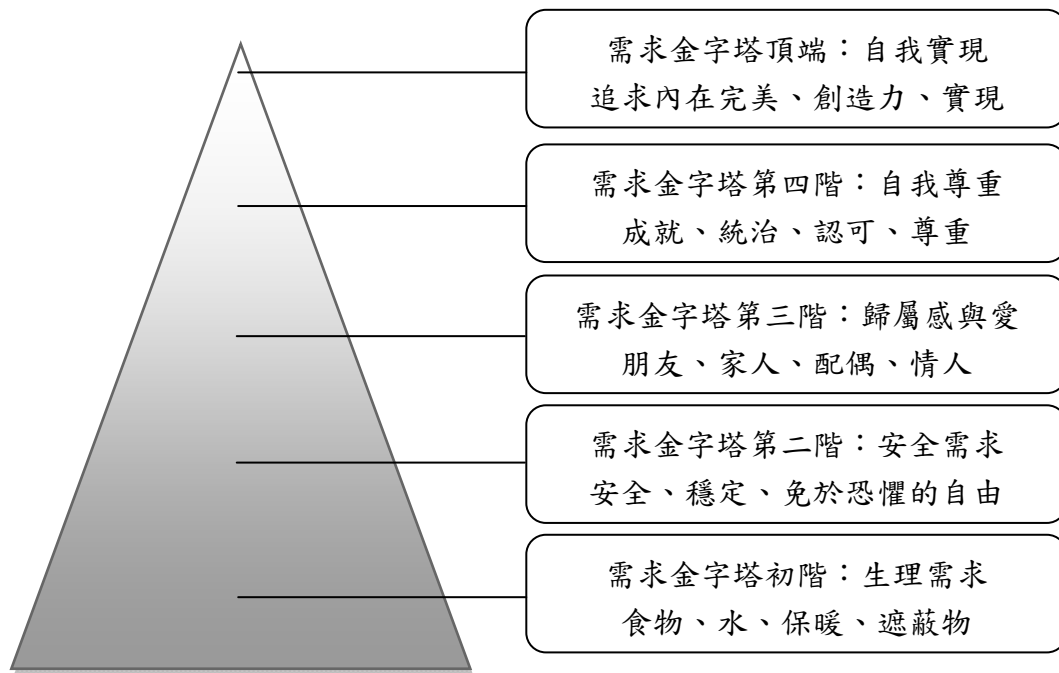 需求金字塔頂端：自我實現
追求內在完美、創造力、實現
需求金字塔第四階：自我尊重
成就、統治、認可、尊重
需求金字塔第三階：歸屬感與愛
朋友、家人、配偶、情人
需求金字塔第二階：安全需求
安全、穩定、免於恐懼的自由
需求金字塔初階：生理需求
食物、水、保暖、遮蔽物